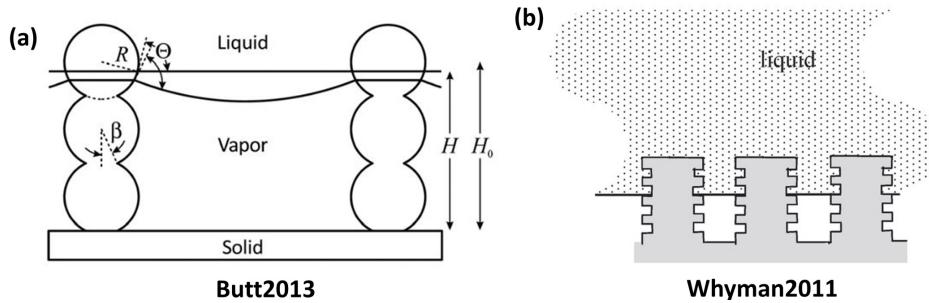 (a)
Liquid
R
Θ
β
Vapor
H
H₀
Solid
Butt2013
(b)
liquid
Whyman2011